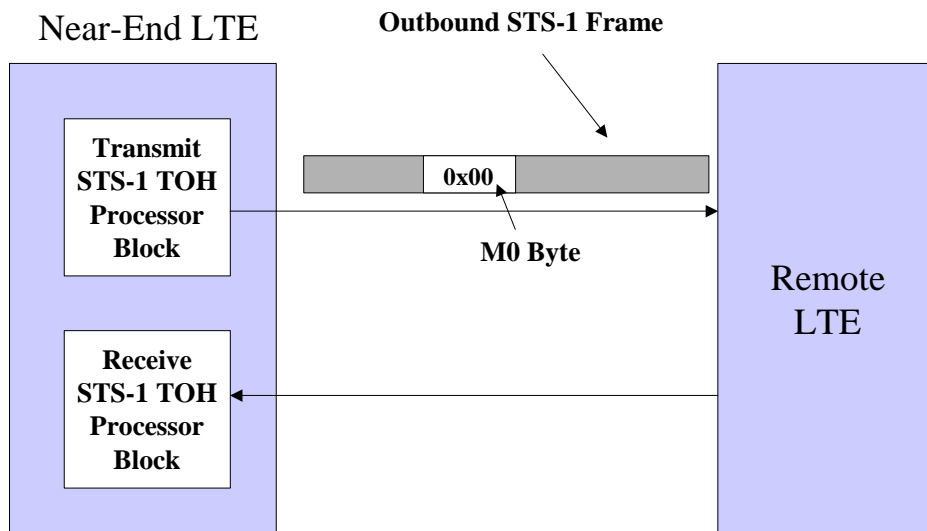 Near-End LTE
Outbound STS-1 Frame
Transmit
STS-1 TOH
Processor
Block
0x00
M0 Byte
Remote
LTE
Receive
STS-1 TOH
Processor
Block